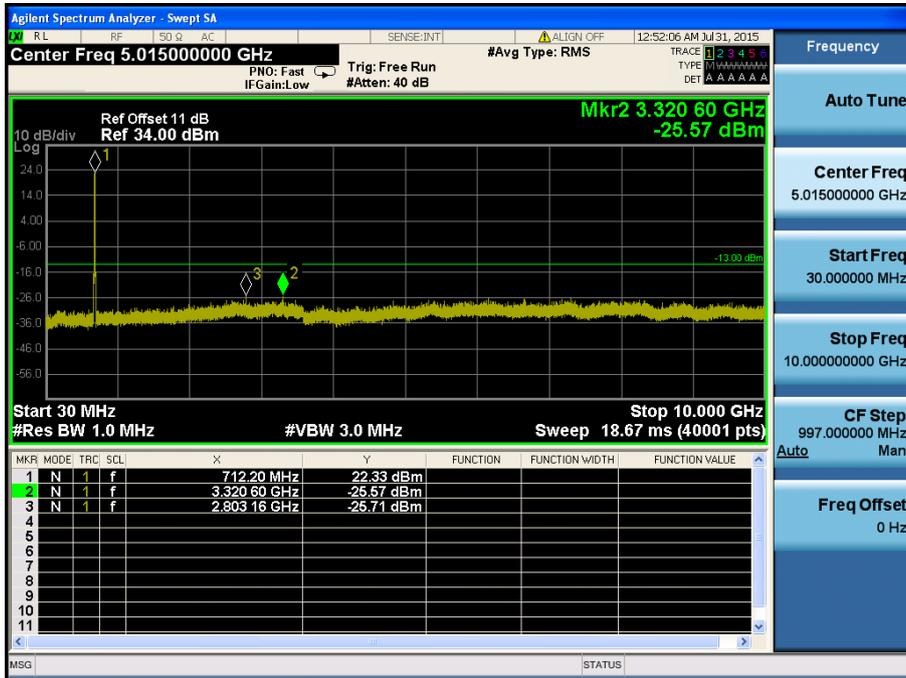 Agilent Spectrum Analyzer - Swept SA
LXI RL RF 50 Ω AC SENSE:INT ALIGN OFF 12:52:06 AM Jul 31, 2015
Center Freq 5.015000000 GHz
PNO: Fast
IFGain:Low
Trig: Free Run
#Atten: 40 dB
#Avg Type: RMS
TRACE 1 2 3 4 5 6
TYPE MWWWWW
DET A A A A A A
Ref Offset 11 dB
10 dB/div Ref 34.00 dBm
Log
Mkr2 3.320 60 GHz
-25.57 dBm
24.0
14.0
4.00
-6.00
-16.0
-26.0
-36.0
-46.0
-56.0
1
3
2
-13.00 dBm
Start 30 MHz Stop 10.000 GHz
#Res BW 1.0 MHz #VBW 3.0 MHz Sweep 18.67 ms (40001 pts)
MKR MODE TRC SCL X Y FUNCTION FUNCTION WIDTH FUNCTION VALUE
1 N 1 f 712.20 MHz 22.33 dBm
2 N 1 f 3.320 60 GHz -25.57 dBm
3 N 1 f 2.803 16 GHz -25.71 dBm
4
5
6
7
8
9
10
11
MSG STATUS
Frequency
Auto Tune
Center Freq
5.015000000 GHz
Start Freq
30.000000 MHz
Stop Freq
10.000000000 GHz
CF Step
997.000000 MHz
Auto Man
Freq Offset
0 Hz